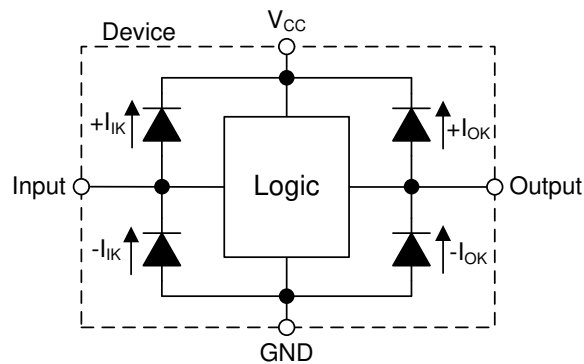 Device
VCC
+IIK
+IOK
Input
Logic
Output
-IIK
-IOK
GND